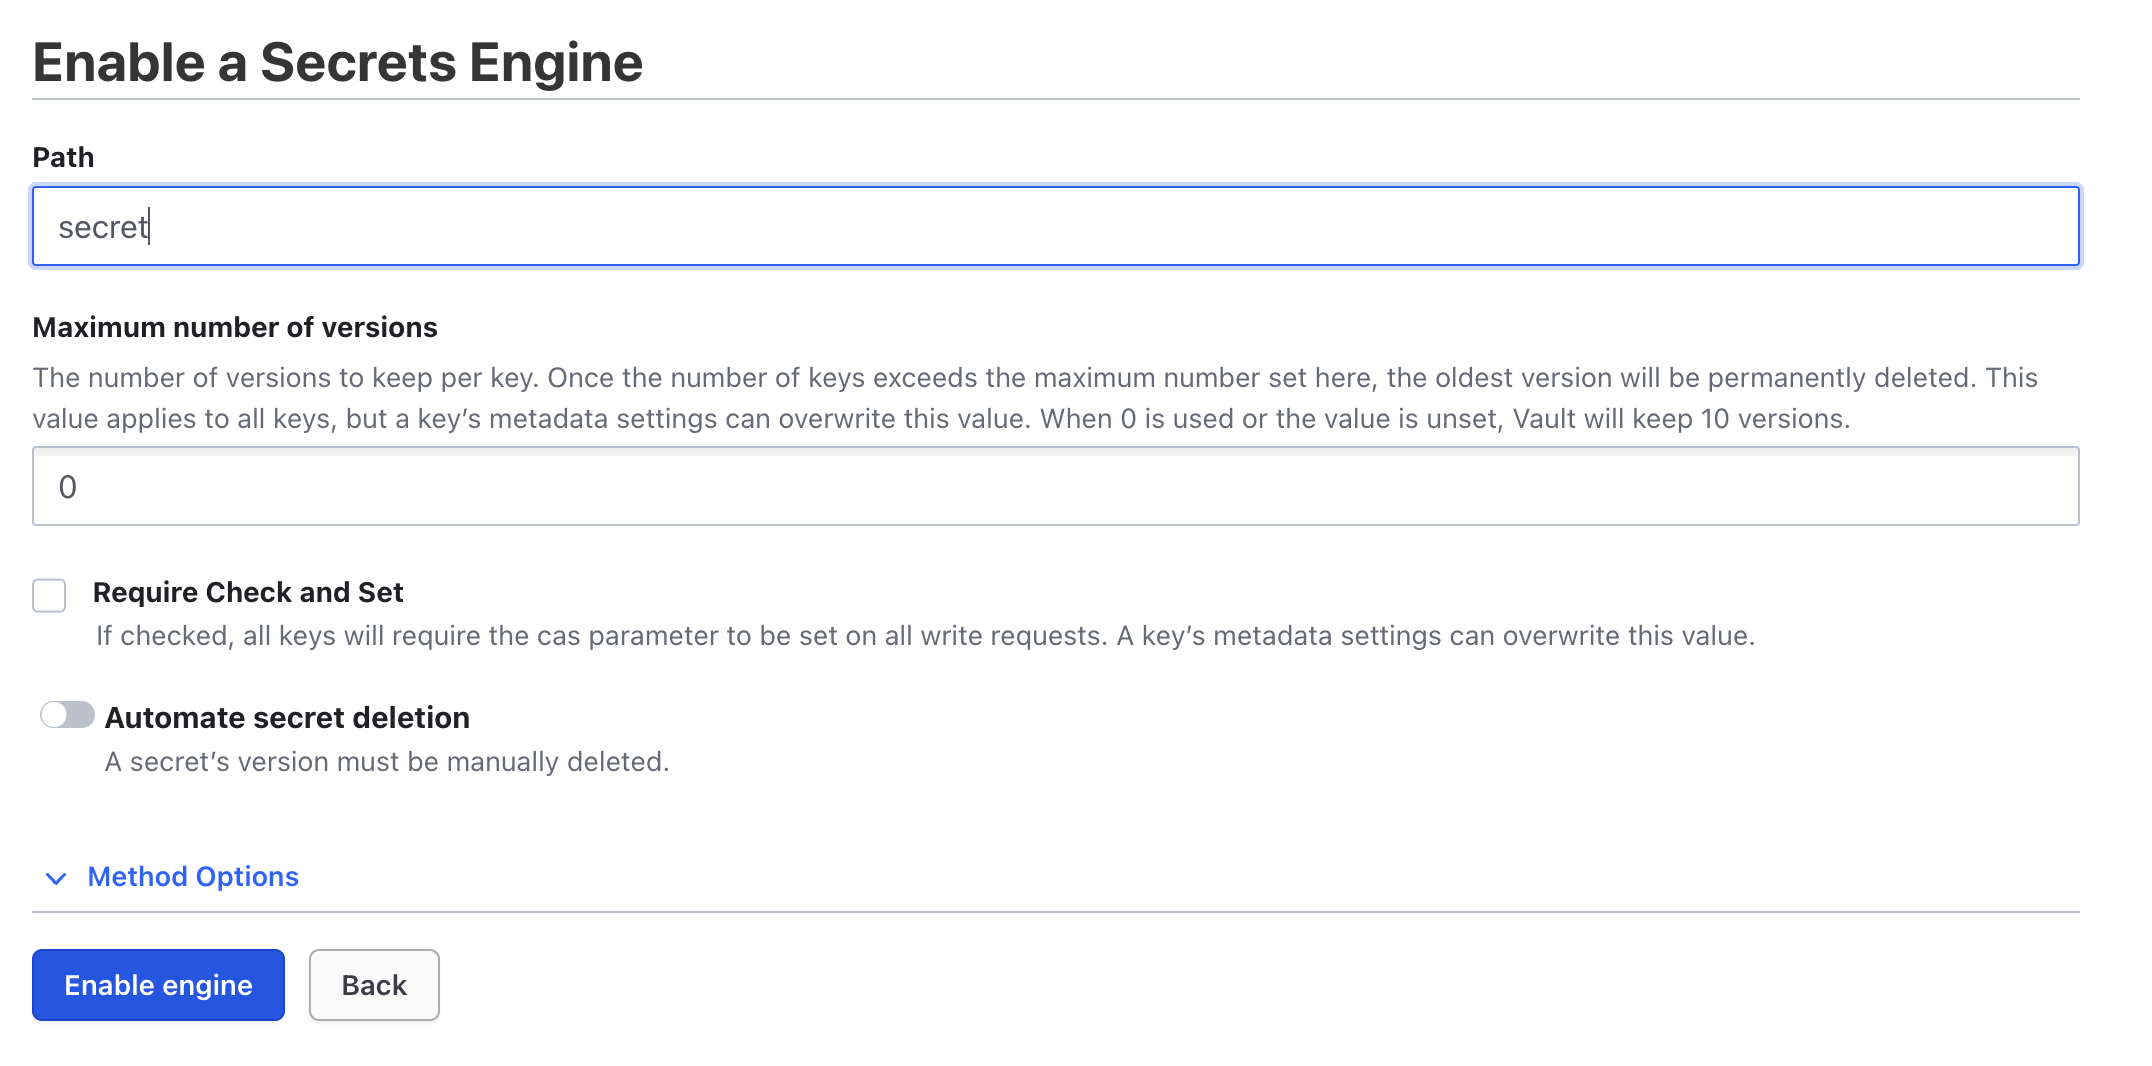 Enable a Secrets Engine
Path
secret
Maximum number of versions
The number of versions to keep per key. Once the number of keys exceeds the maximum number set here, the oldest version will be permanently deleted. This
value applies to all keys, but a key’s metadata settings can overwrite this value. When 0 is used or the value is unset, Vault will keep 10 versions.
0
Require Check and Set
If checked, all keys will require the cas parameter to be set on all write requests. A key’s metadata settings can overwrite this value.
Automate secret deletion
A secret’s version must be manually deleted.
Method Options
Enable engine Back